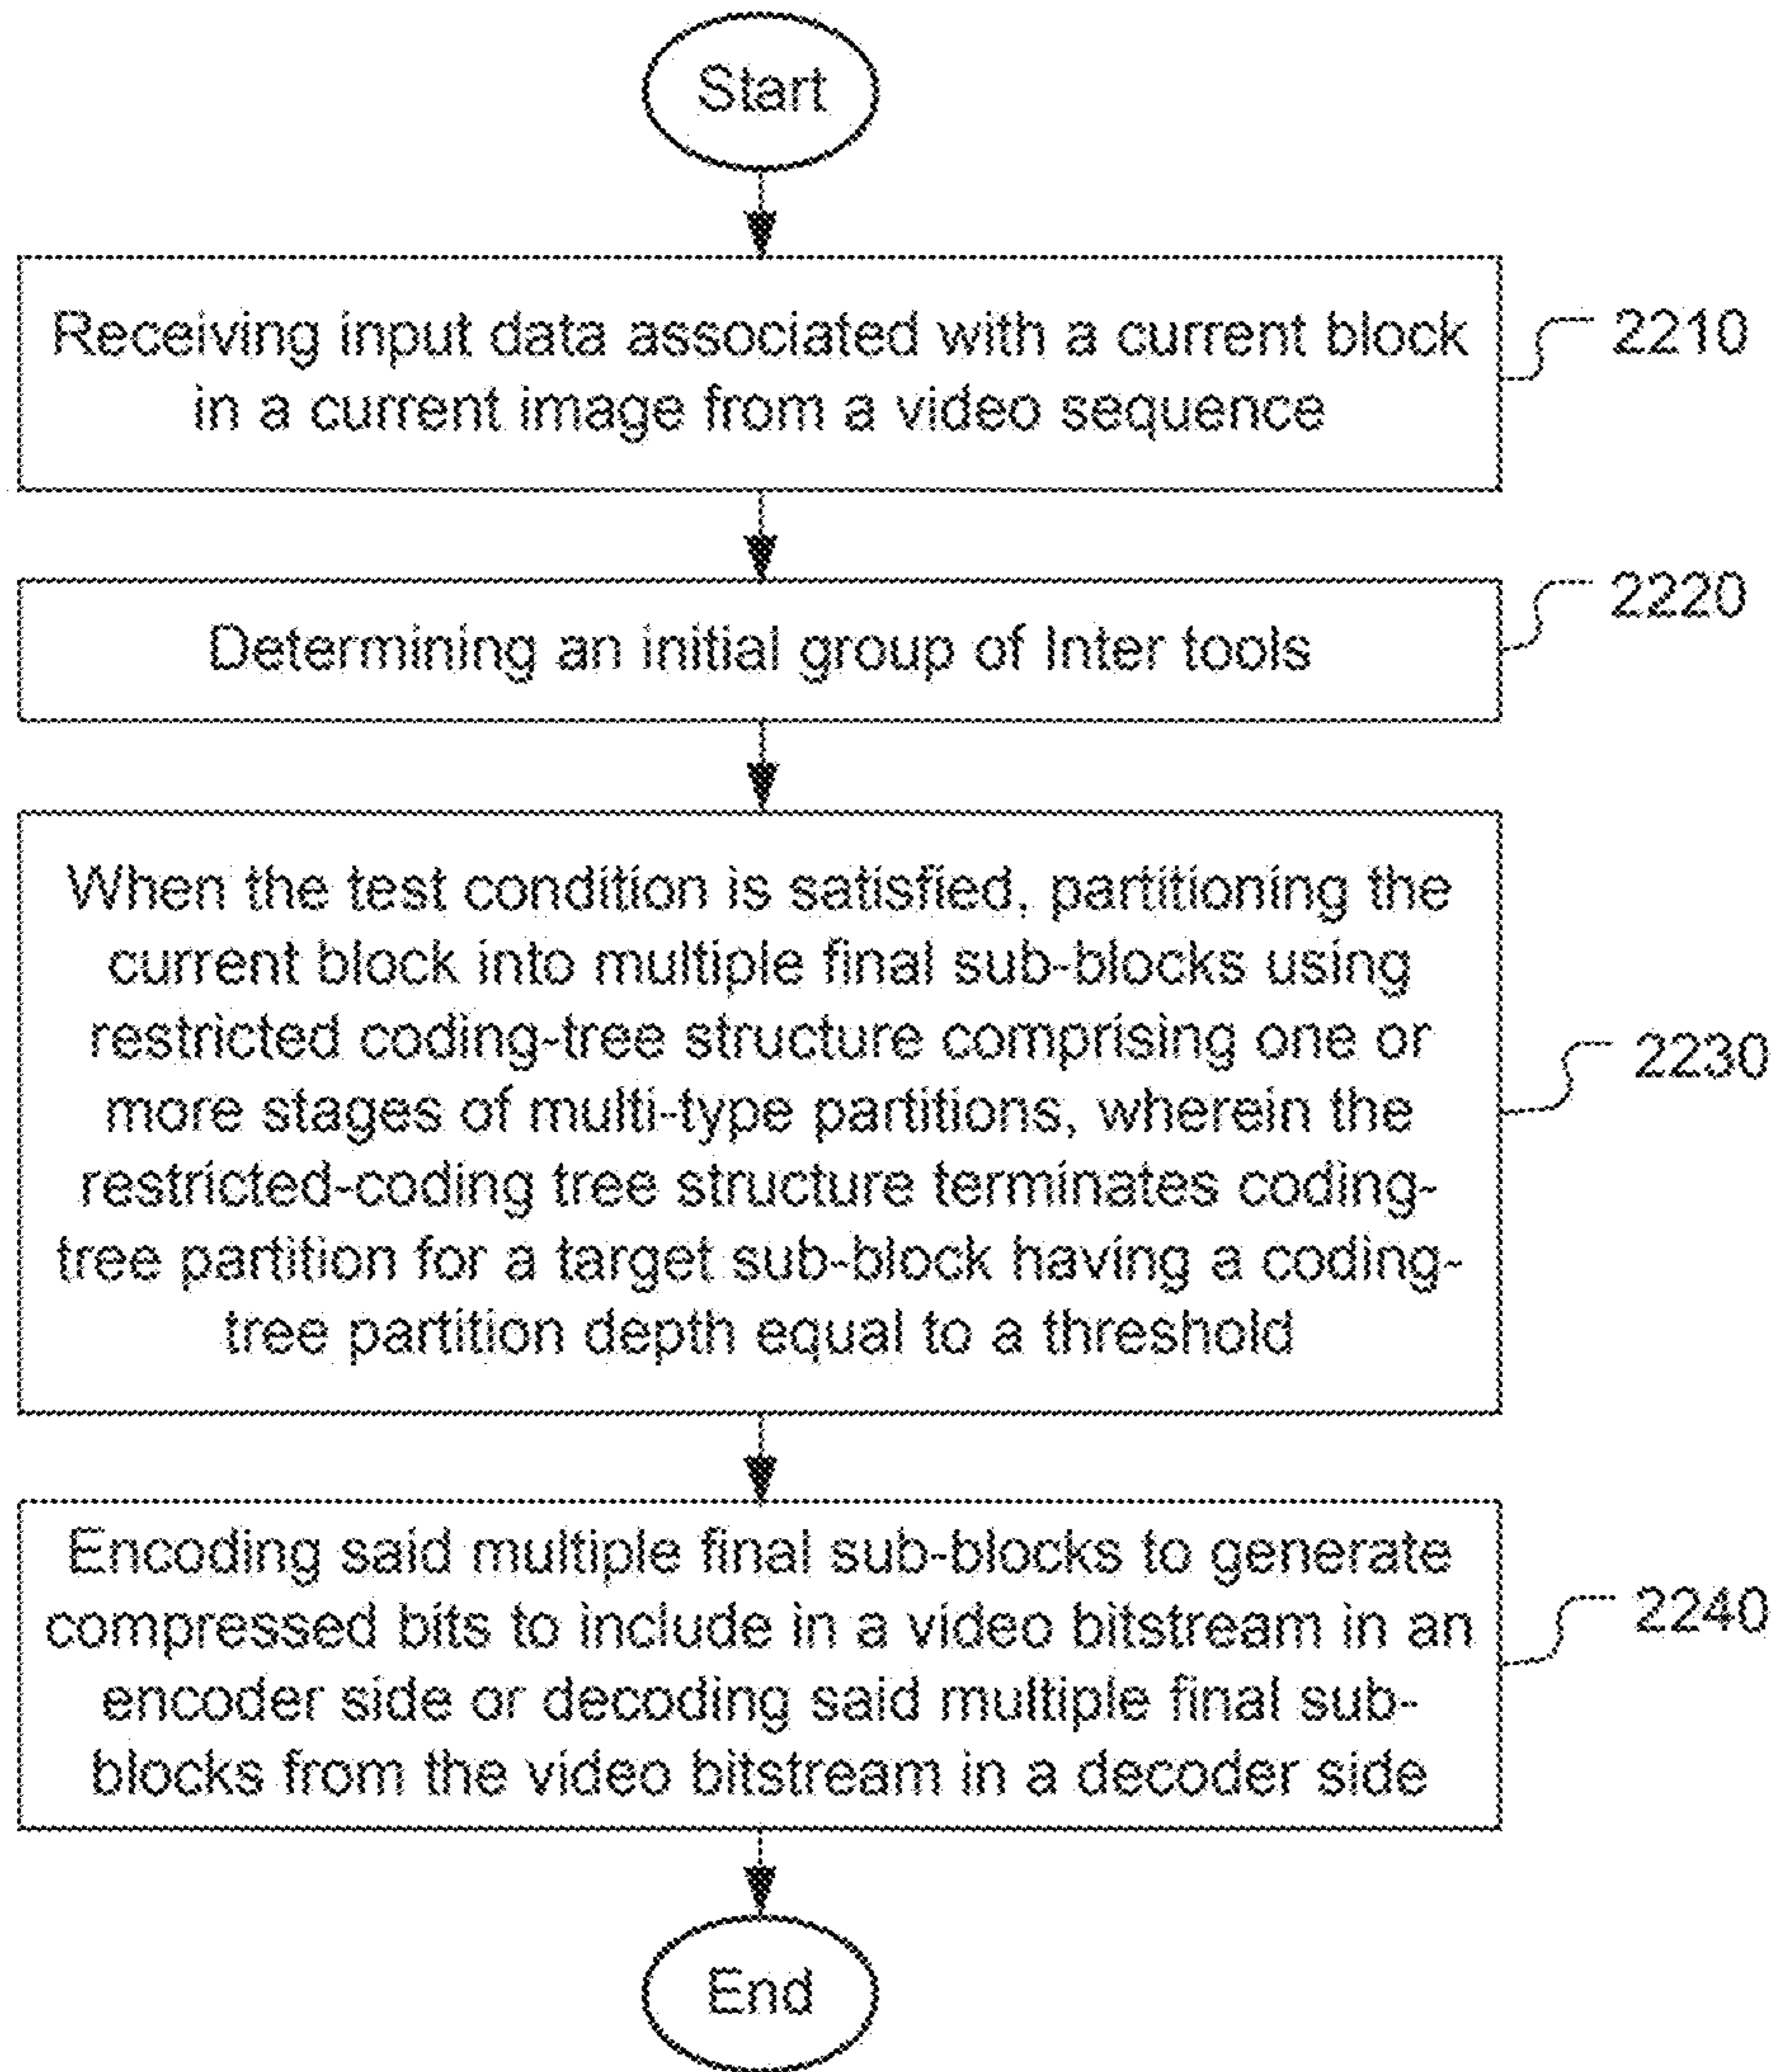 Start
Receiving input data associated with a current block
in a current image from a video sequence
2210
Determining an initial group of Inter tools
2220
When the test condition is satisfied, partitioning the
current block into multiple final sub-blocks using
restricted coding-tree structure comprising one or
more stages of multi-type partitions, wherein the
restricted-coding tree structure terminates coding-
tree partition for a target sub-block having a coding-
tree partition depth equal to a threshold
2230
Encoding said multiple final sub-blocks to generate
compressed bits to include in a video bitstream in an
encoder side or decoding said multiple final sub-
blocks from the video bitstream in a decoder side
2240
End